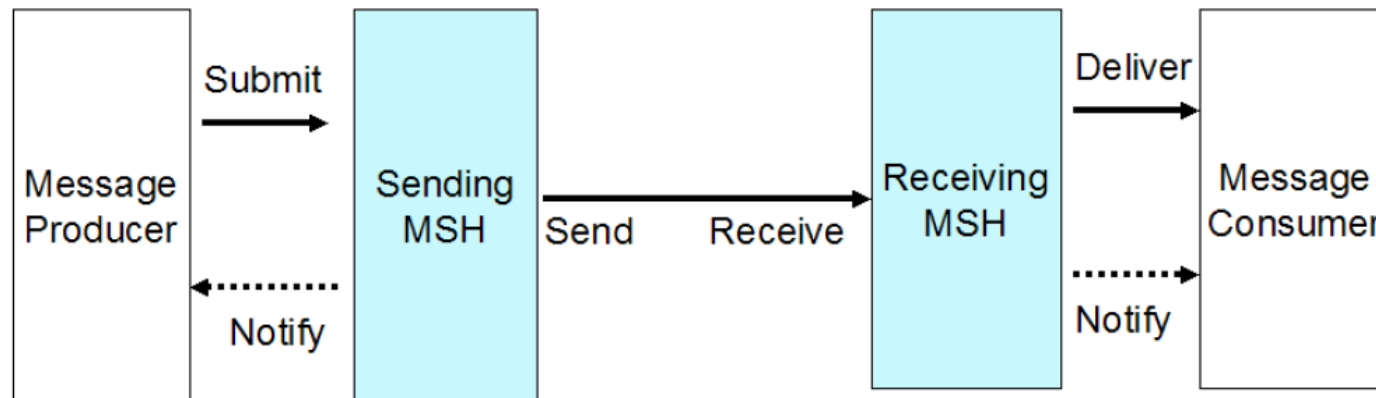 Submit
Deliver
Message
Producer
Sending
MSH
Receiving
MSH
Message
Consumer
Send
Receive
Notify
Notify